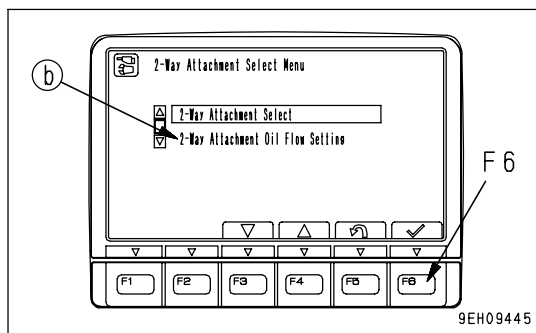 2-Way Attachment Select Menu
b
2-Way Attachment Select
2-Way Attachment Oil Flow Setting
F6
F1 F2 F3 F4 F5 F6
9EH09445